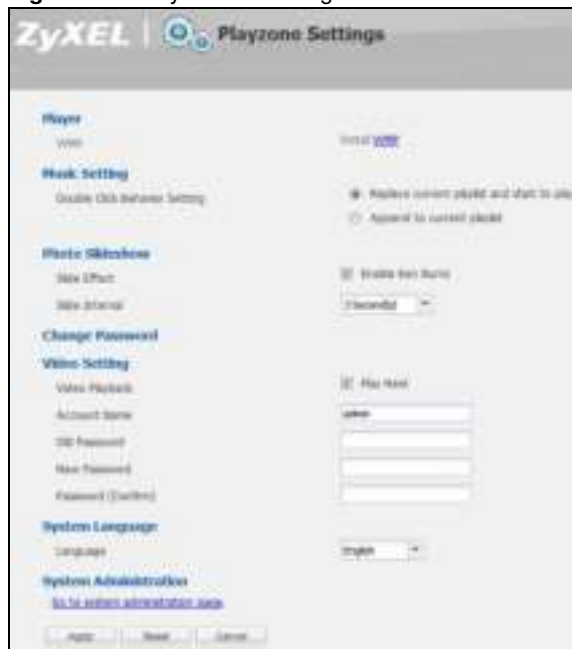 ZyXEL Playzone Settings
Player
WMP
Install WMP
Music Setting
Double Click Behavior Setting
Replace current playlist and start to play
Append to current playlist
Photo Slideshow
Slide Effect
Enable Ken Burns
Slide Interval
3 second(s)
Change Password
Video Setting
Video Playback
Play Next
Account Name
admin
Old Password
New Password
Password (Confirm)
System Language
Language
English
System Administration
Go to system administration page
Apply Reset Cancel